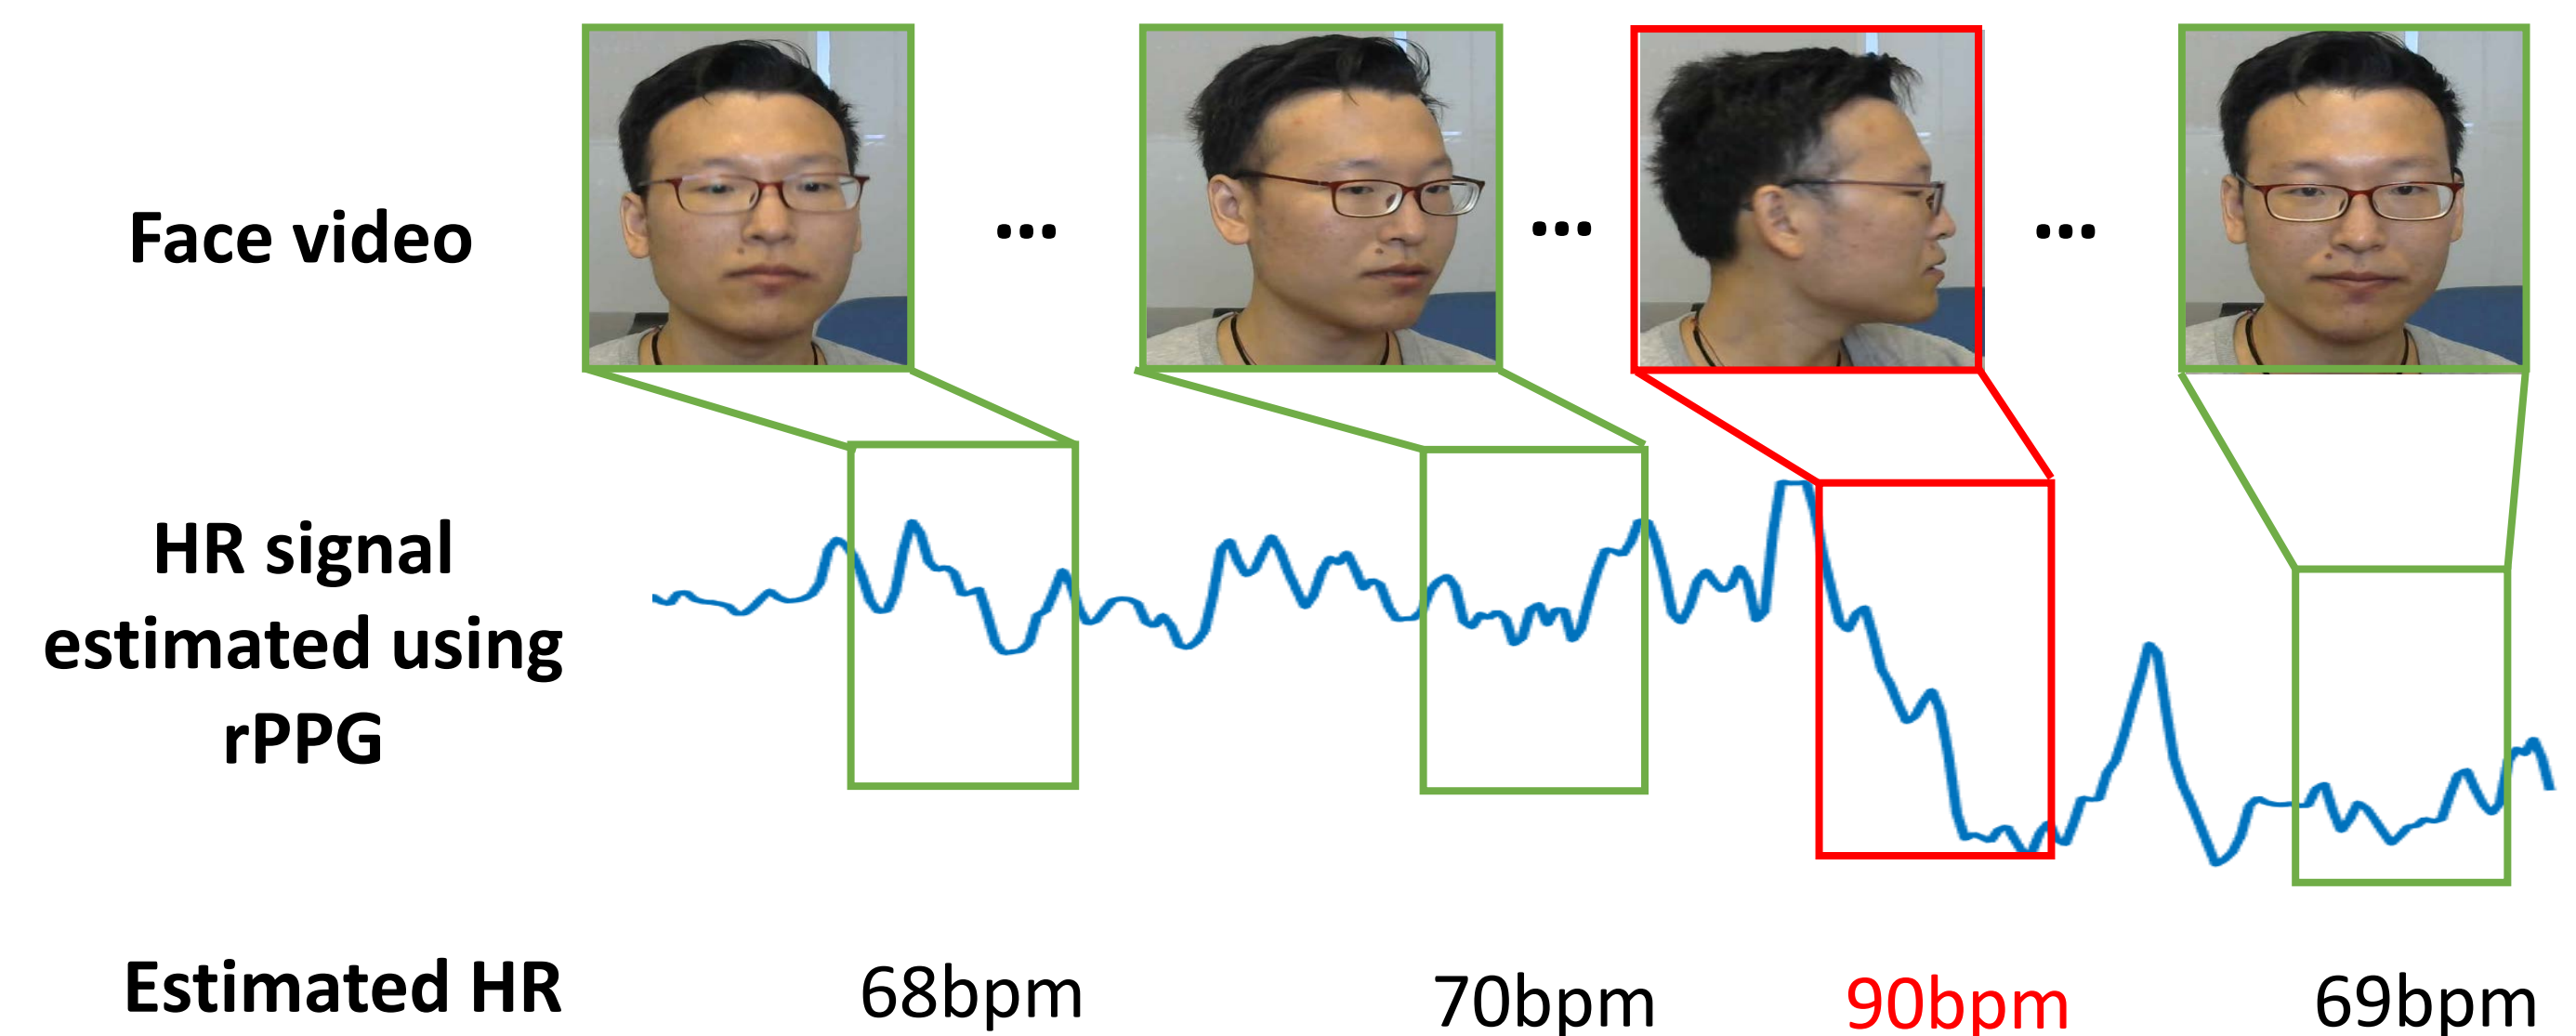 Face video
...
...
...
HR signal
estimated using
rPPG
Estimated HR
68bpm
70bpm
90bpm
69bpm